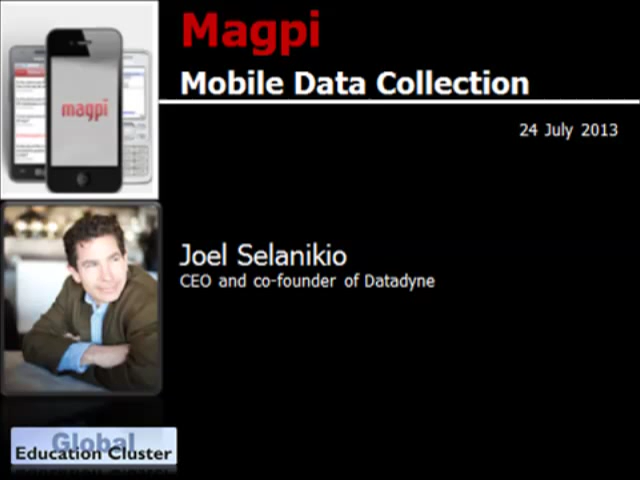 Magpi
Mobile Data Collection
24 July 2013
magpi
Joel Selanikio
CEO and co-founder of Datadyne
Global
Education Cluster